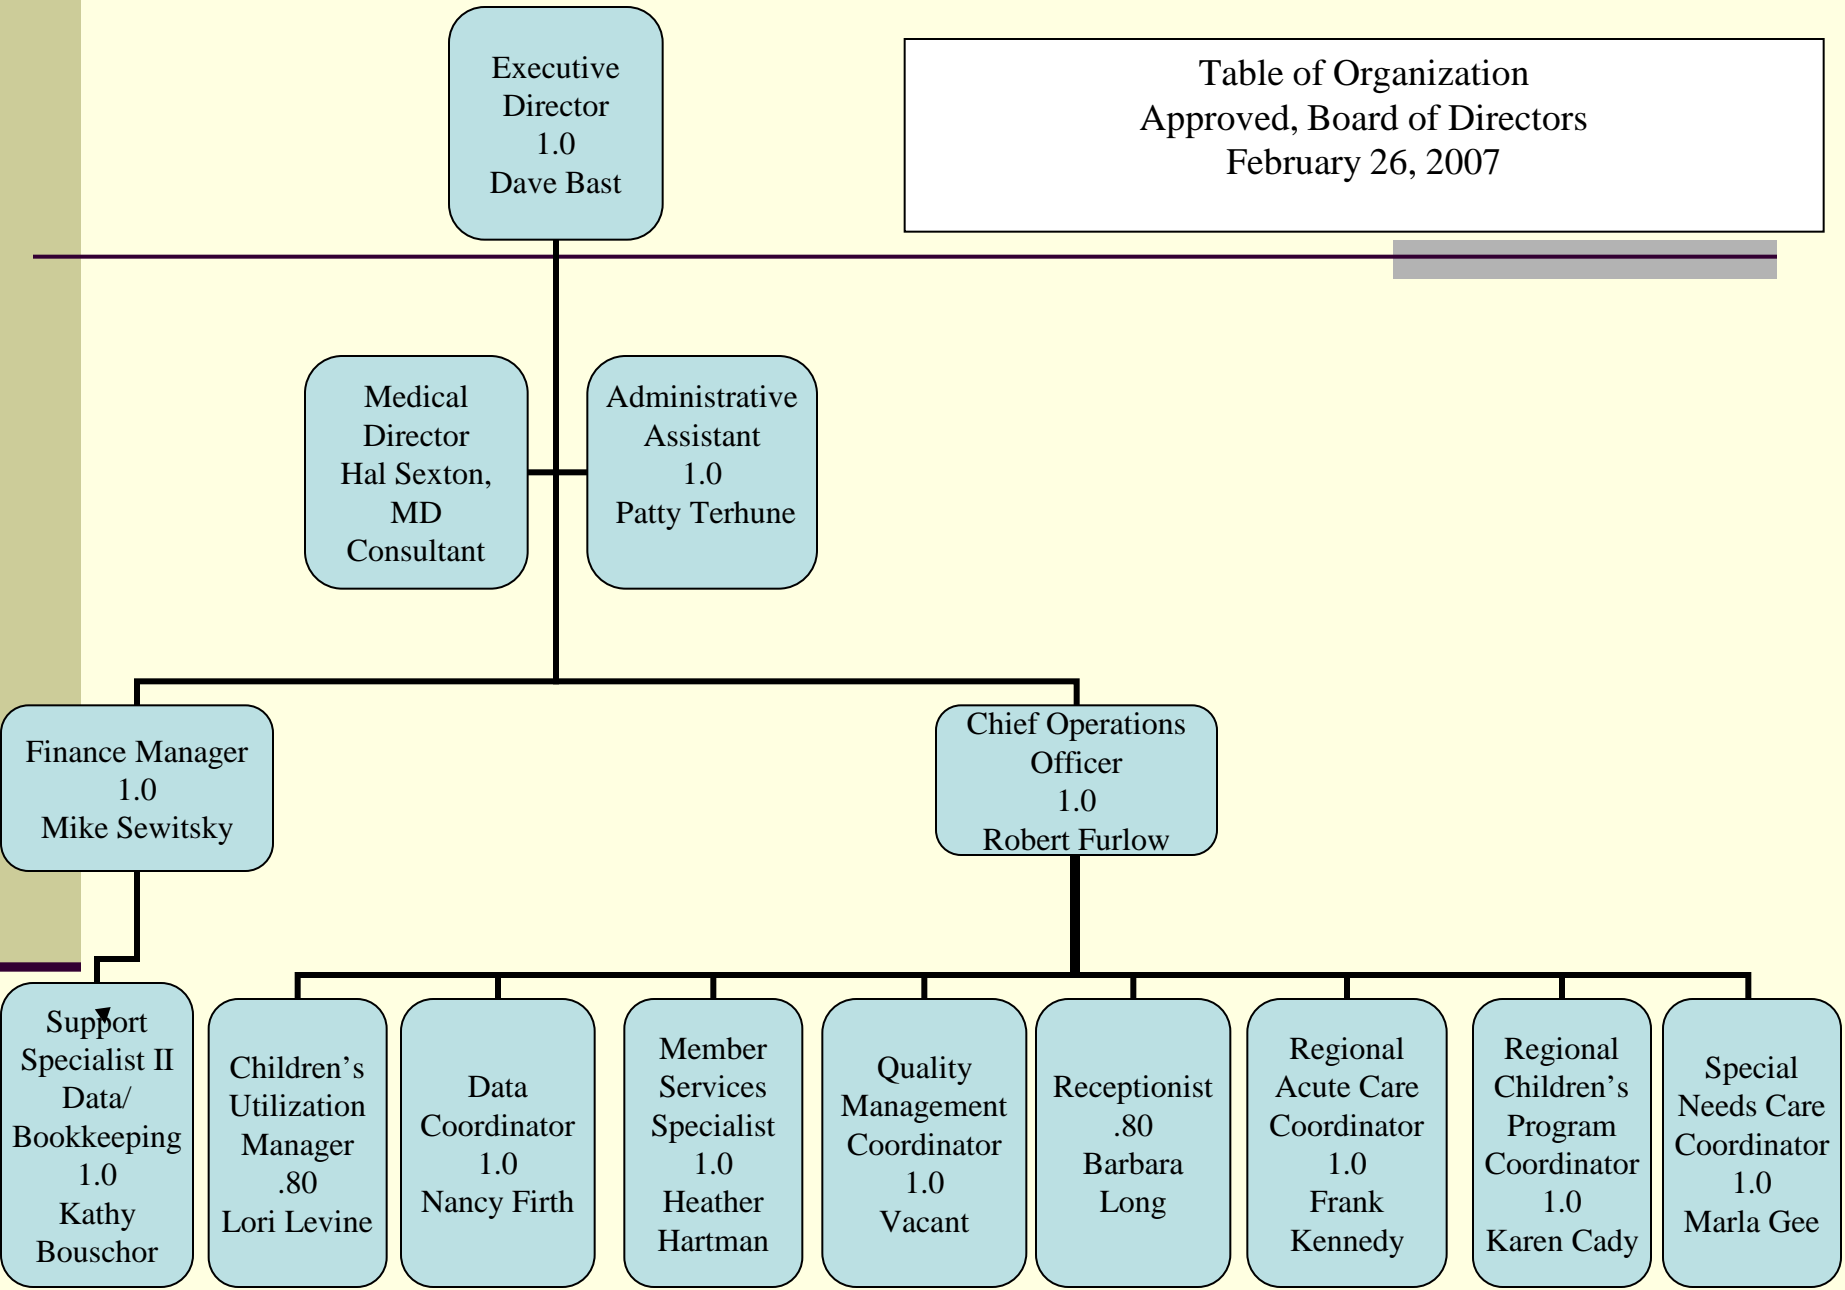 Executive
Director
1.0
Dave Bast
Table of Organization
Approved, Board of Directors
February 26, 2007
Medical
Director
Hal Sexton,
MD
Consultant
Administrative
Assistant
1.0
Patty Terhune
Finance Manager
1.0
Mike Sewitsky
Chief Operations
Officer
1.0
Robert Furlow
Support
Specialist II
Data/
Bookkeeping
1.0
Kathy
Bouschor
Children’s
Utilization
Manager
.80
Lori Levine
Data
Coordinator
1.0
Nancy Firth
Member
Services
Specialist
1.0
Heather
Hartman
Quality
Management
Coordinator
1.0
Vacant
Receptionist
.80
Barbara
Long
Regional
Acute Care
Coordinator
1.0
Frank
Kennedy
Regional
Children’s
Program
Coordinator
1.0
Karen Cady
Special
Needs Care
Coordinator
1.0
Marla Gee